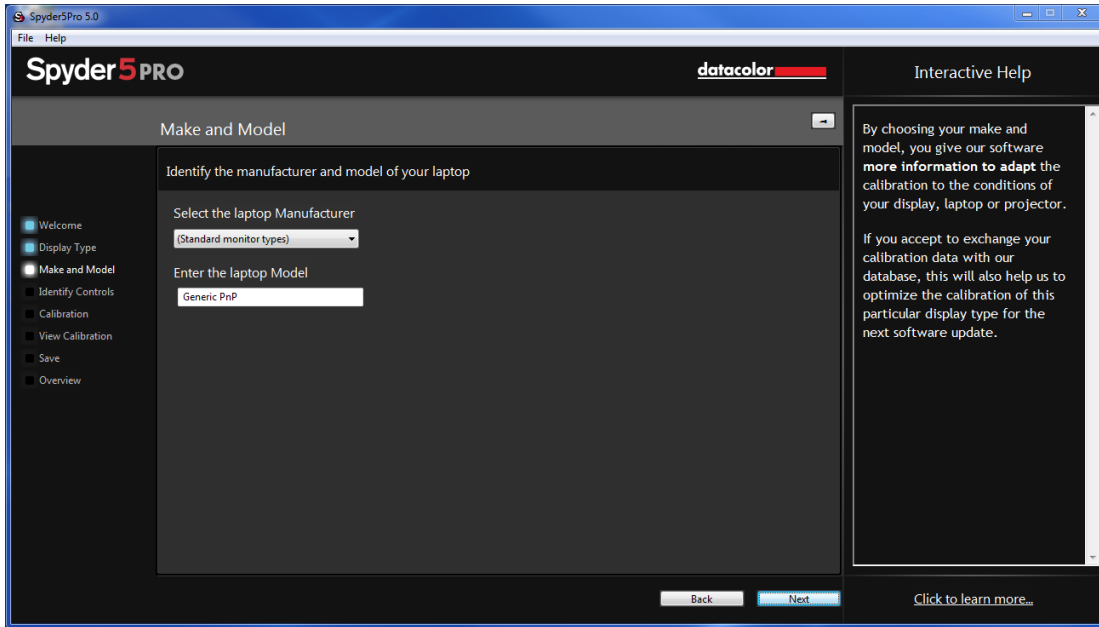 Spyder5Pro 5.0
File Help
Spyder5PRO
datacolor
Interactive Help
Make and Model
Identify the manufacturer and model of your laptop
Select the laptop Manufacturer
(Standard monitor types)
Enter the laptop Model
Generic PnP
Welcome
Display Type
Make and Model
Identify Controls
Calibration
View Calibration
Save
Overview
By choosing your make and
model, you give our software
more information to adapt the
calibration to the conditions of
your display, laptop or projector.
If you accept to exchange your
calibration data with our
database, this will also help us to
optimize the calibration of this
particular display type for the
next software update.
Back
Next
Click to learn more...